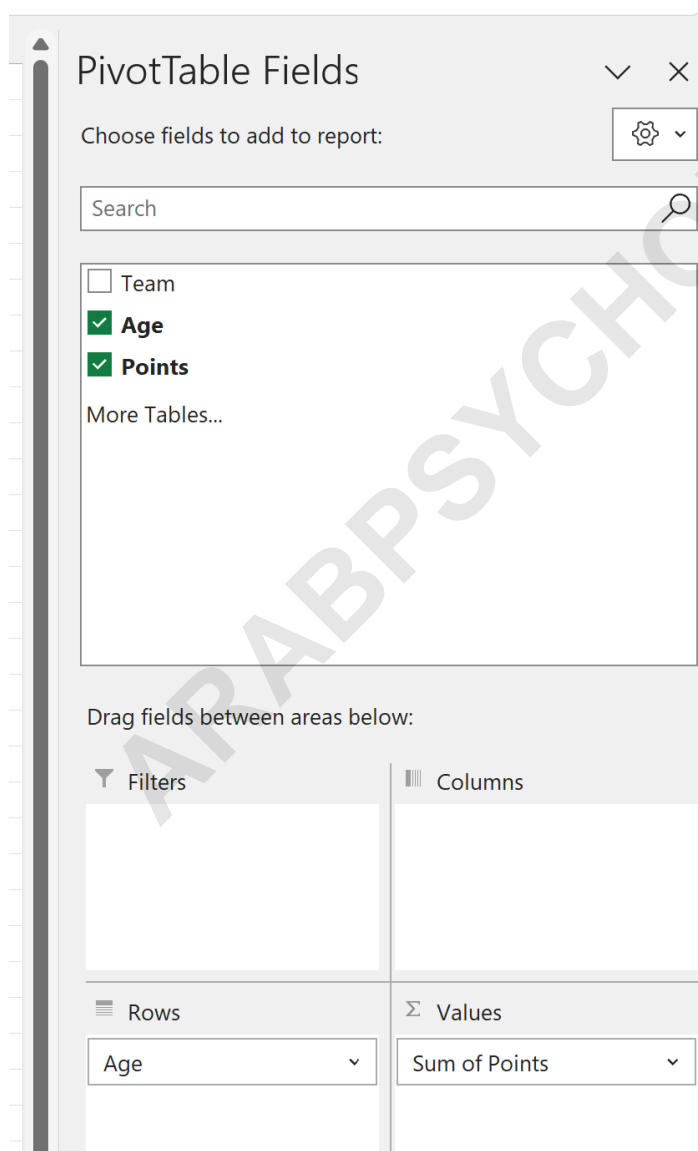 PivotTable Fields
Choose fields to add to report:
Search
Team
Age
Points
More Tables...
Drag fields between areas below:
Filters
Columns
Rows
Σ Values
Age
Sum of Points
ARABPSYCHO